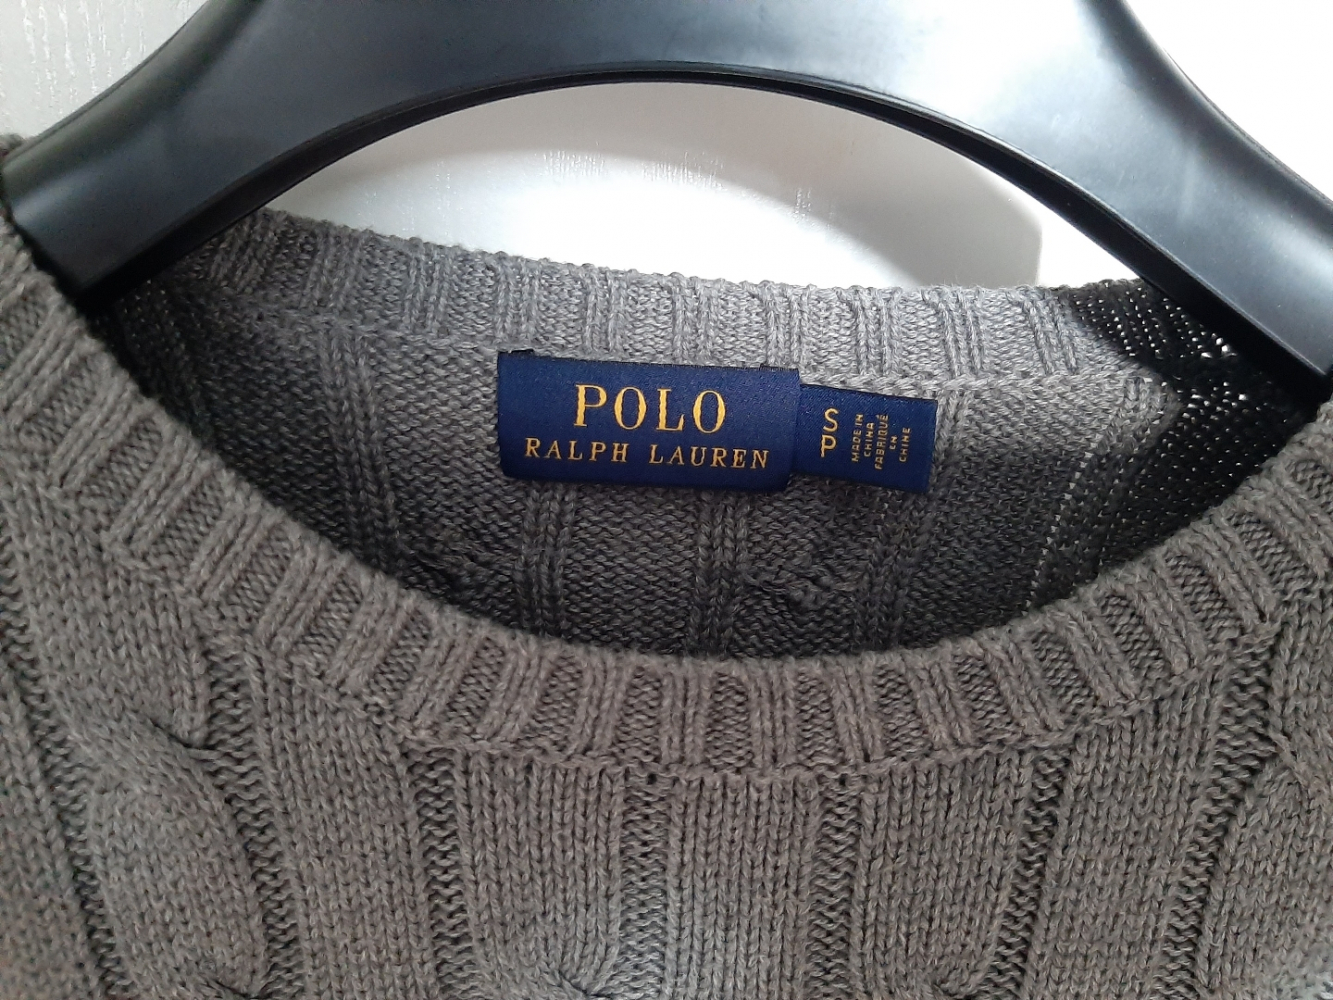 POLO
RALPH LAUREN
S
P
MADE IN
CHINA
FABRIQUÉ
EN
CHINE